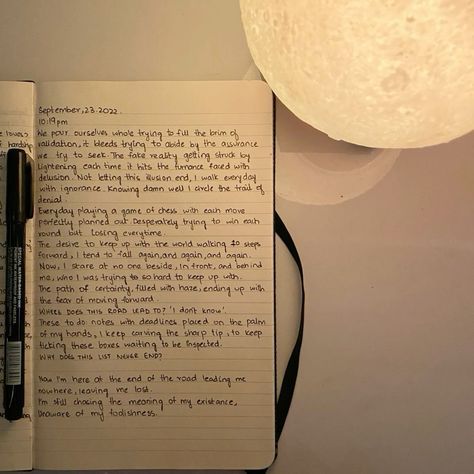 September, 23. 2022.
10:19pm
We pour ourselves whole trying to fill the brim of
validation, it bleeds trying to abide by the assurance
we try to seek. The fake reality getting struck by
lightening each time it hits the turrance faced with
delusion. Not letting this illusion end, I walk everyday
with ignorance. Knowing damn well I circle the trail of
denial.
Everyday playing a game of chess with each move
perfectly planned out. Desperately trying to win each
round but losing everytime.
The desire to keep up with the world walking 10 steps
forward, I tend to fall again, and again, and again.
Now, I stare at no one beside, in front, and behind
me, who I was trying so hard to keep up with.
The path of certainty, filled with haze, ending up with
the fear of moving forward.
WHERE DOES THIS ROAD LEAD TO? 'I don't know'.
These to do notes with deadlines placed on the palm
of my hands, I keep carving the sharp tip, to keep
ticking these boxes waiting to be inspected.
WHY DOES THIS LIST NEVER END?
Now I'm here at the end of the road leading me
nowhere, leaving me lost.
I'm still chasing the meaning of my existance,
Unaware of my foolishness.